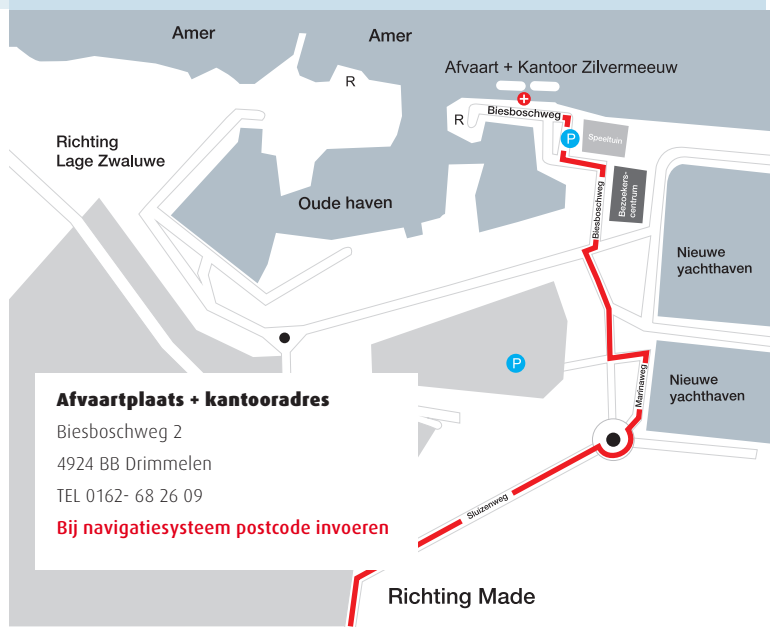 Amer
Amer
Afvaart + Kantoor Zilvermeeuw
R
Biesboschweg
R
P
Speeltuin
Richting
Lage Zwaluwe
Bezoekers-
centrum
Oude haven
Biesboschweg
Nieuwe
yachthaven
P
Nieuwe
yachthaven
Marinaweg
Afvaartplaats + kantooradres
Biesboschweg 2
4924 BB Drimmelen
TEL 0162- 68 26 09
Bij navigatiesysteem postcode invoeren
Sluizenweg
Richting Made